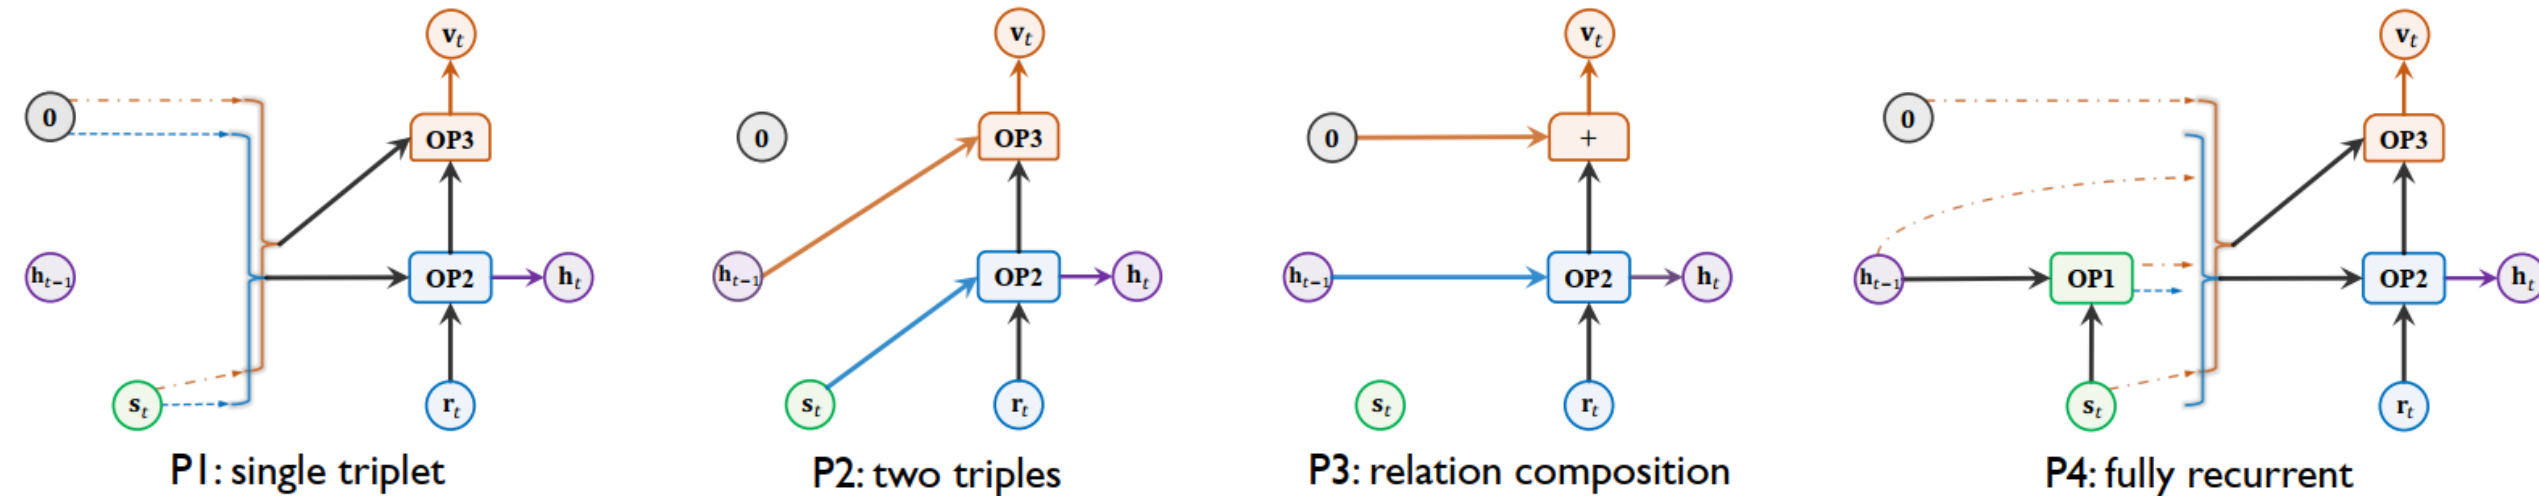 v_t v_t v_t v_t
0 OP3 0 OP3 0 + 0 OP3
h_{t-1} OP2 h_t h_{t-1} OP2 h_t h_{t-1} OP2 h_t h_{t-1} OP1 OP2 h_t
s_t r_t s_t r_t s_t r_t s_t r_t
P1: single triplet P2: two triples P3: relation composition P4: fully recurrent